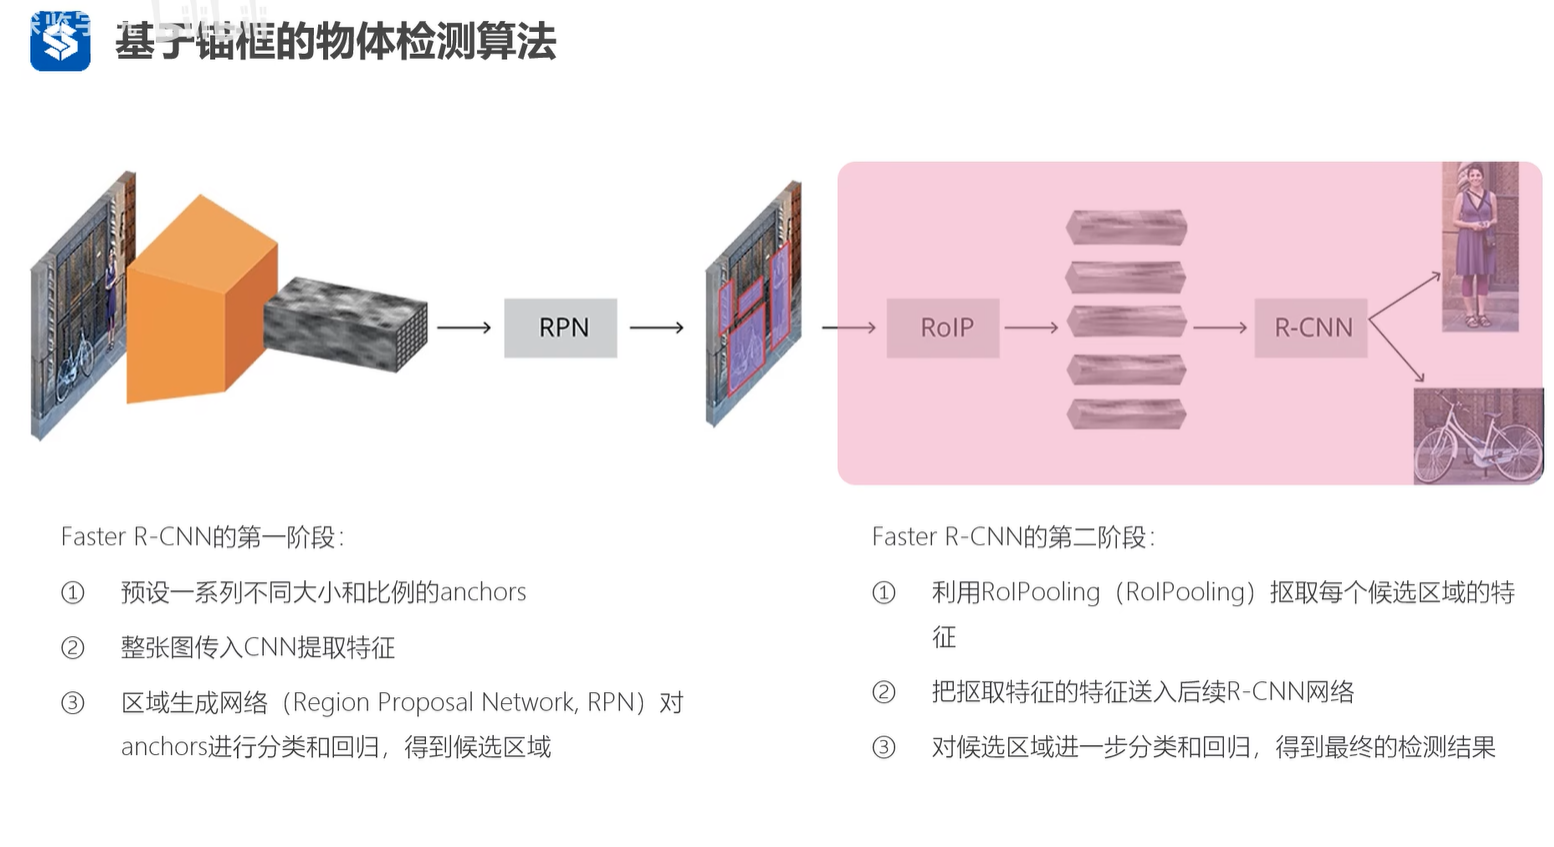 基于锚框的物体检测算法
RPN
RoIP
R-CNN
Faster R-CNN的第一阶段：
① 预设一系列不同大小和比例的anchors
② 整张图传入CNN提取特征
③ 区域生成网络（Region Proposal Network, RPN）对
anchors进行分类和回归，得到候选区域
Faster R-CNN的第二阶段：
① 利用RoIPooling（RoIPooling）抠取每个候选区域的特
征
② 把抠取特征的特征送入后续R-CNN网络
③ 对候选区域进一步分类和回归，得到最终的检测结果